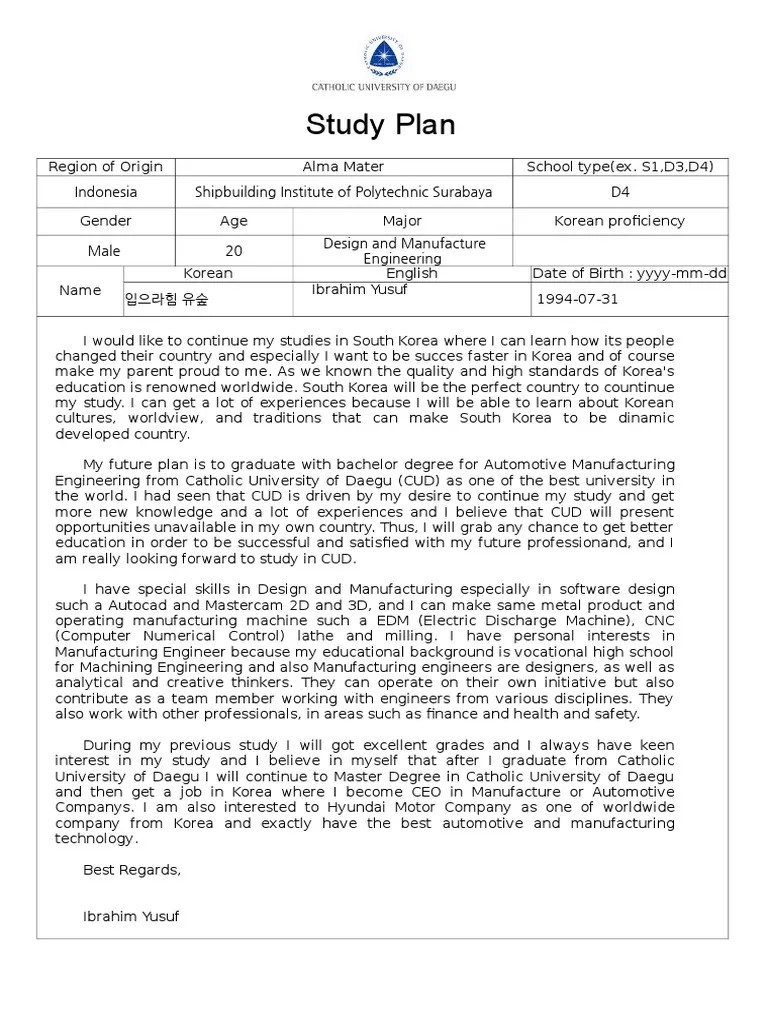 CATHOLIC UNIVERSITY OF DAEGU
Study Plan
Region of Origin Alma Mater School type(ex. S1,D3,D4)
Indonesia Shipbuilding Institute of Polytechnic Surabaya D4
Gender Age Major Korean proficiency
Male 20 Design and Manufacture
Engineering
Name Korean English Date of Birth : yyyy-mm-dd
입으라힘 유숲 Ibrahim Yusuf 1994-07-31
I would like to continue my studies in South Korea where I can learn how its people
changed their country and especially I want to be succes faster in Korea and of course
make my parent proud to me. As we known the quality and high standards of Korea's
education is renowned worldwide. South Korea will be the perfect country to countinue
my study. I can get a lot of experiences because I will be able to learn about Korean
cultures, worldview, and traditions that can make South Korea to be dinamic
developed country.
My future plan is to graduate with bachelor degree for Automotive Manufacturing
Engineering from Catholic University of Daegu (CUD) as one of the best university in
the world. I had seen that CUD is driven by my desire to continue my study and get
more new knowledge and a lot of experiences and I believe that CUD will present
opportunities unavailable in my own country. Thus, I will grab any chance to get better
education in order to be successful and satisfied with my future professionand, and I
am really looking forward to study in CUD.
I have special skills in Design and Manufacturing especially in software design
such a Autocad and Mastercam 2D and 3D, and I can make same metal product and
operating manufacturing machine such a EDM (Electric Discharge Machine), CNC
(Computer Numerical Control) lathe and milling. I have personal interests in
Manufacturing Engineer because my educational background is vocational high school
for Machining Engineering and also Manufacturing engineers are designers, as well as
analytical and creative thinkers. They can operate on their own initiative but also
contribute as a team member working with engineers from various disciplines. They
also work with other professionals, in areas such as finance and health and safety.
During my previous study I will got excellent grades and I always have keen
interest in my study and I believe in myself that after I graduate from Catholic
University of Daegu I will continue to Master Degree in Catholic University of Daegu
and then get a job in Korea where I become CEO in Manufacture or Automotive
Companys. I am also interested to Hyundai Motor Company as one of worldwide
company from Korea and exactly have the best automotive and manufacturing
technology.
Best Regards,
Ibrahim Yusuf